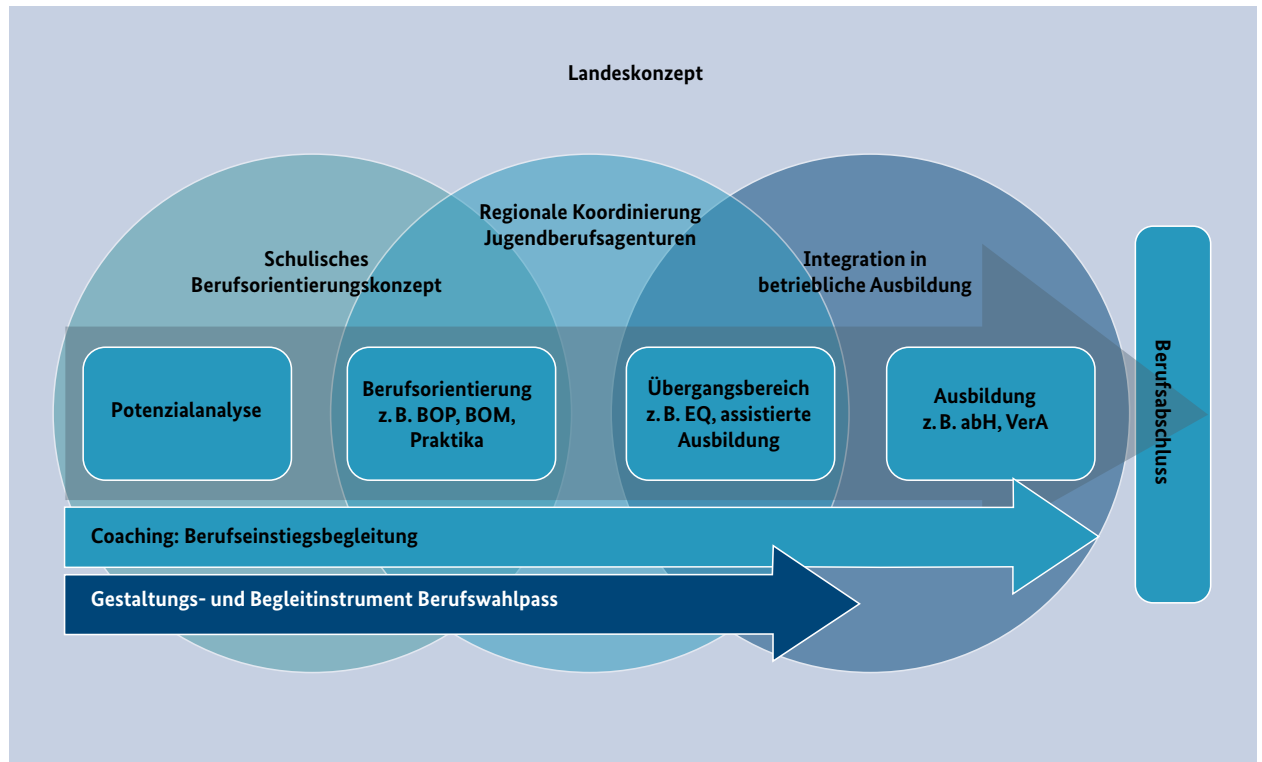 Landeskonzept
Regionale Koordinierung
Jugendberufsagenturen
Schulisches
Berufsorientierungskonzept
Integration in
betriebliche Ausbildung
Potenzialanalyse
Berufsorientierung
z. B. BOP, BOM,
Praktika
Übergangsbereich
z. B. EQ, assistierte
Ausbildung
Ausbildung
z. B. abH, VerA
Berufsabschluss
Coaching: Berufseinstiegsbegleitung
Gestaltungs- und Begleitinstrument Berufswahlpass